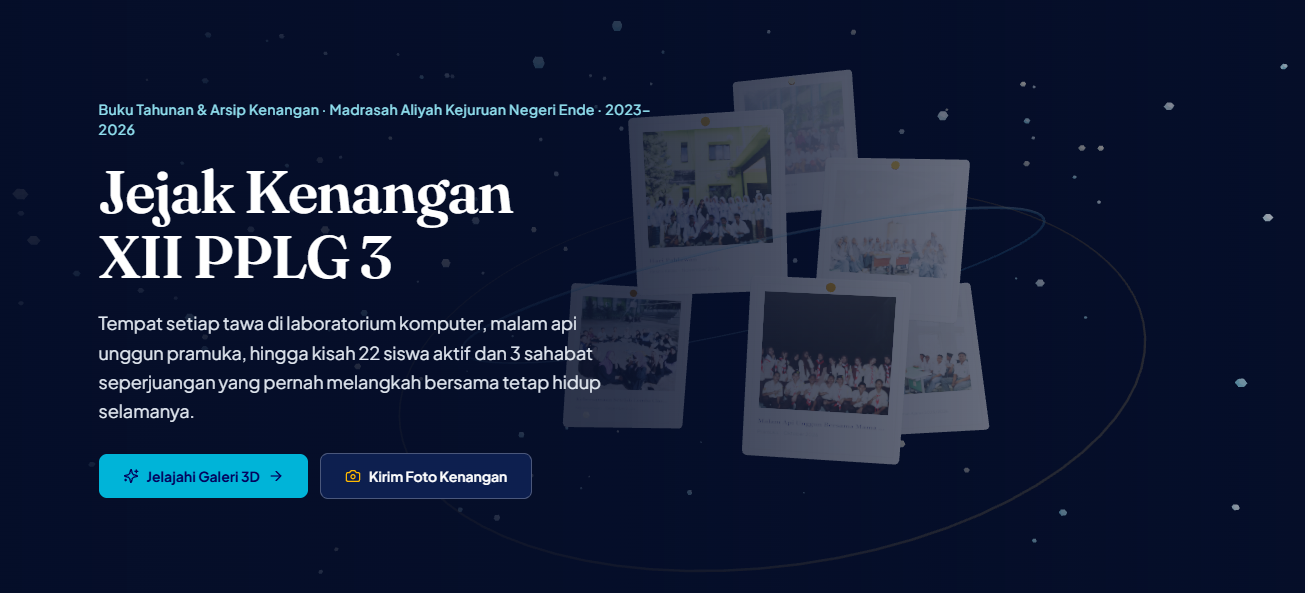 Buku Tahunan & Arsip Kenangan · Madrasah Aliyah Kejuruan Negeri Ende · 2023–
2026
Jejak Kenangan
XII PPLG 3
Tempat setiap tawa di laboratorium komputer, malam api
unggun pramuka, hingga kisah 22 siswa aktif dan 3 sahabat
seperjuangan yang pernah melangkah bersama tetap hidup
selamanya.
Jelajahi Galeri 3D
Kirim Foto Kenangan